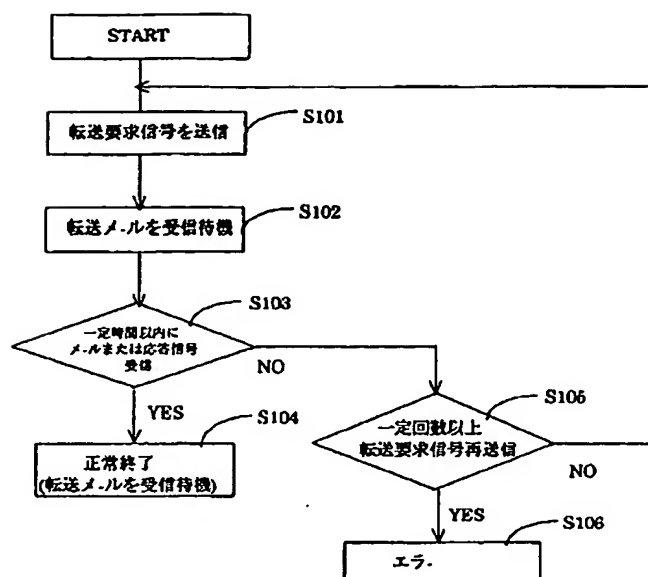 START
転送要求信号を送信
S101
転送メ-ルを受信待機
S102
一定時間以内に
メ-ルまたは応答信号
受信
S103
NO
YES
正常終了
(転送メ-ルを受信待機)
S104
一定回数以上
転送要求信号再送信
S105
NO
YES
エラ-
S106